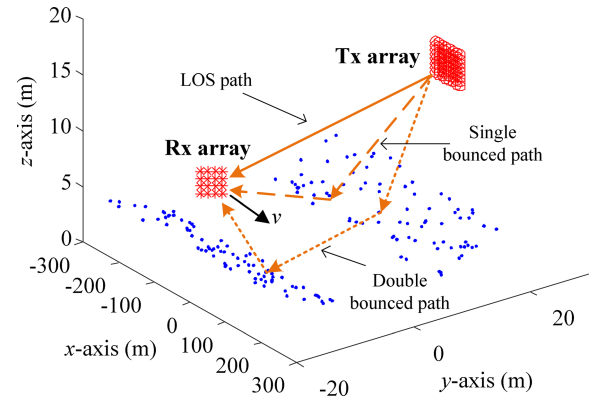 20
15
10
5
0
z-axis (m)
Tx array
LOS path
Rx array
Single
bounced path
v
Double
bounced path
-300
-200
-100
0
100
200
300
x-axis (m)
-20
0
20
y-axis (m)